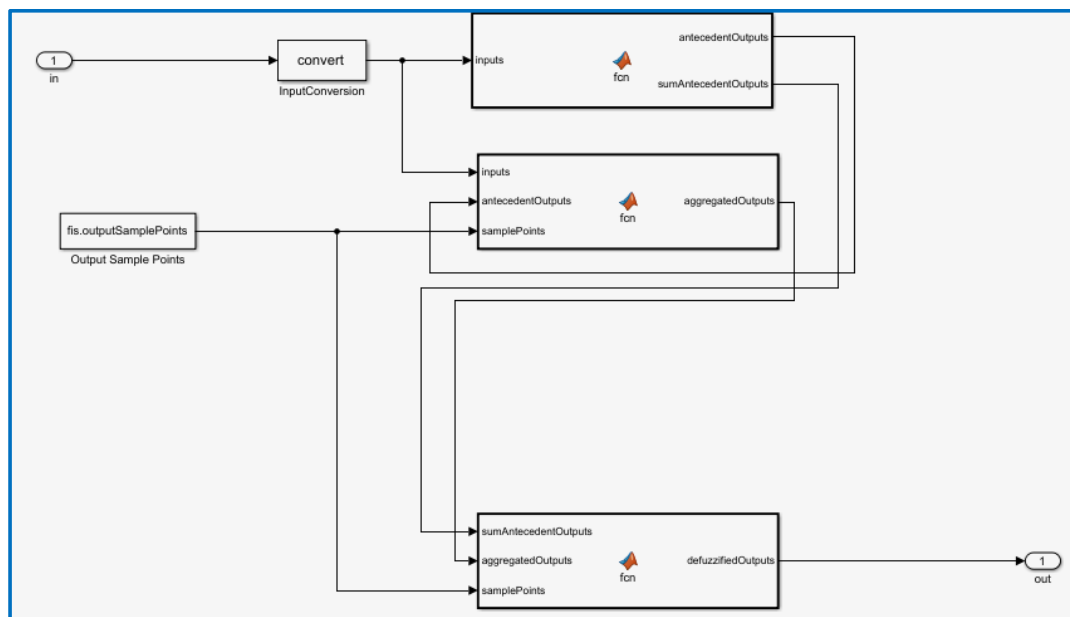 1
in
convert
InputConversion
inputs
fcn
antecedentOutputs
sumAntecedentOutputs
inputs
antecedentOutputs
samplePoints
fcn
aggregatedOutputs
fis.outputSamplePoints
Output Sample Points
sumAntecedentOutputs
aggregatedOutputs
samplePoints
fcn
defuzzifiedOutputs
1
out